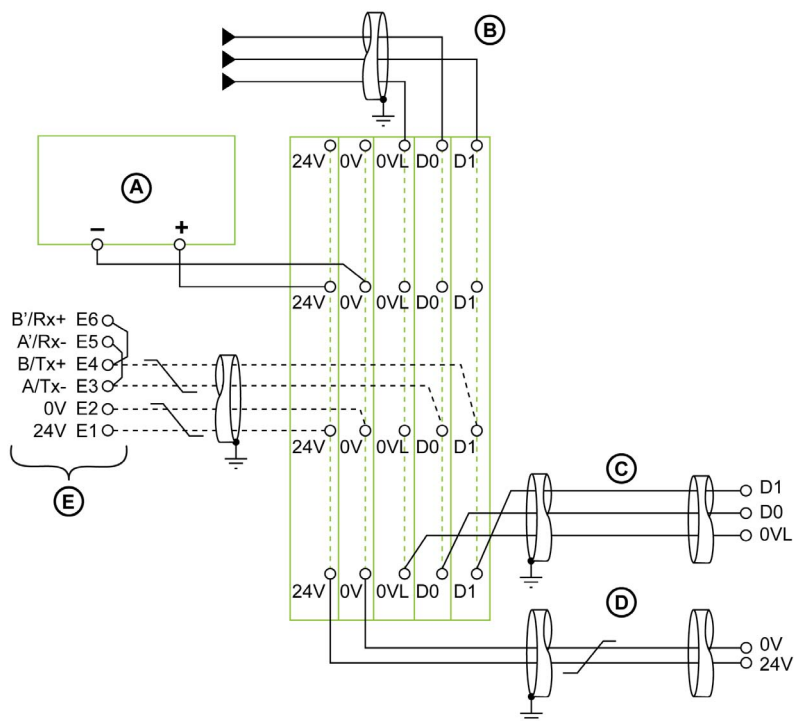 B
24V 0V 0VL D0 D1
A
− +
24V 0V 0VL D0 D1
B'/Rx+ E6
A'/Rx- E5
B/Tx+ E4
A/Tx- E3
0V E2
24V E1
24V 0V 0VL D0 D1
E
C
D1
D0
0VL
24V 0V 0VL D0 D1
D
0V
24V